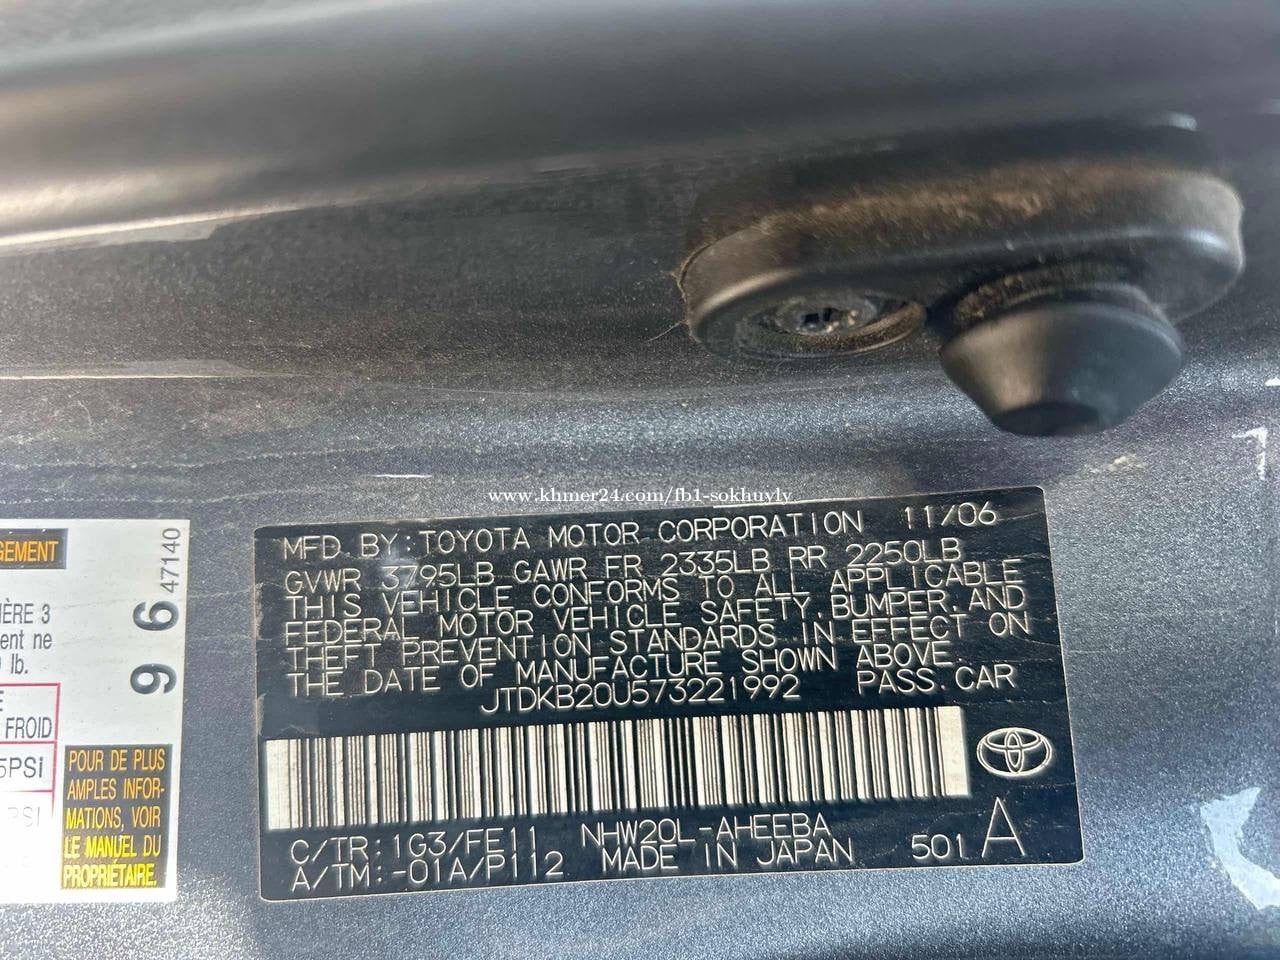 www.khmer24.com/fb1-sokhuyly
MFD BY:TOYOTA MOTOR CORPORATION 11/06
GVWR 3795LB GAWR FR 2335LB RR 2250LB
THIS VEHICLE CONFORMS TO ALL APPLICABLE
FEDERAL MOTOR VEHICLE SAFETY,BUMPER,AND
THEFT PREVENTION STANDARDS IN EFFECT ON
THE DATE OF MANUFACTURE SHOWN ABOVE.
JTDKB20U573221992 PASS.CAR
C/TR:1G3/FE11 NHW20L-AHEEBA
A/TM:-01A/P112 MADE IN JAPAN 501 A
GEMENT
47140
96
IÈRE 3
ent ne
lb.
E
FROID
5PSi
PSI
POUR DE PLUS
AMPLES INFOR-
MATIONS, VOIR
LE MANUEL DU
PROPRIETAIRE.